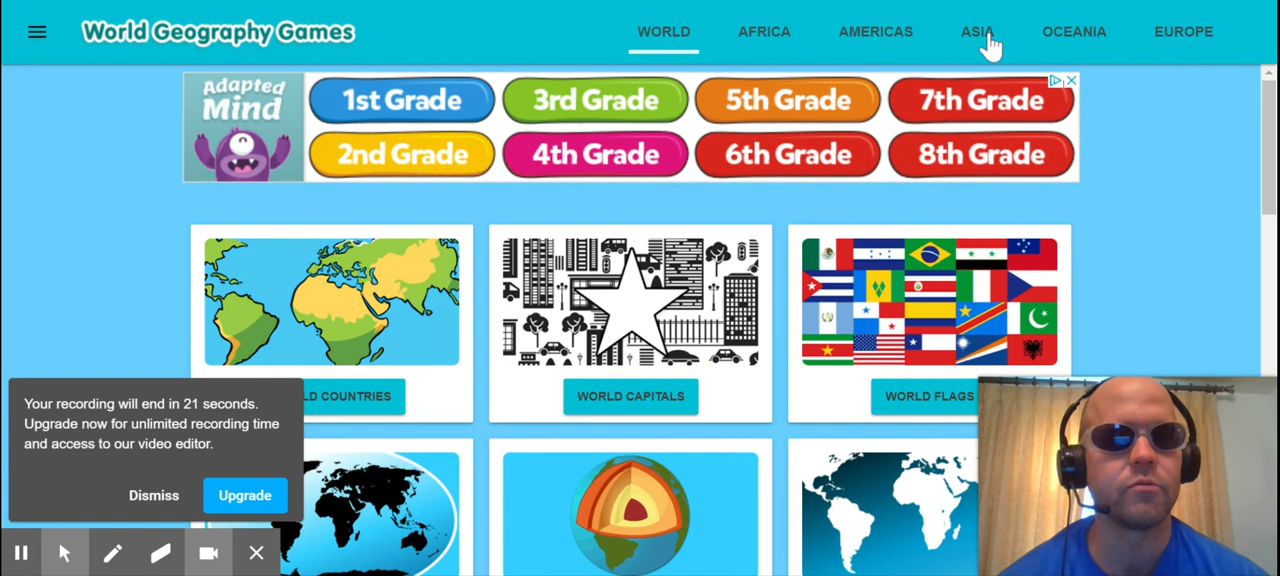 World Geography Games
WORLD
AFRICA
AMERICAS
ASIA
OCEANIA
EUROPE
Adapted
Mind
1st Grade
3rd Grade
5th Grade
7th Grade
2nd Grade
4th Grade
6th Grade
8th Grade
LD COUNTRIES
WORLD CAPITALS
WORLD FLAGS
Your recording will end in 21 seconds.
Upgrade now for unlimited recording time
and access to our video editor.
Dismiss
Upgrade